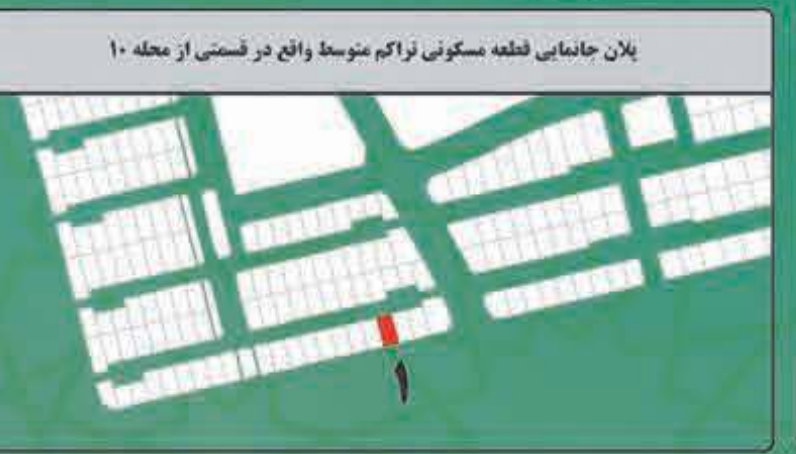 پلان جانمایی قطعه مسکونی تراکم متوسط واقع در قسمتی از محله ۱۰
۱